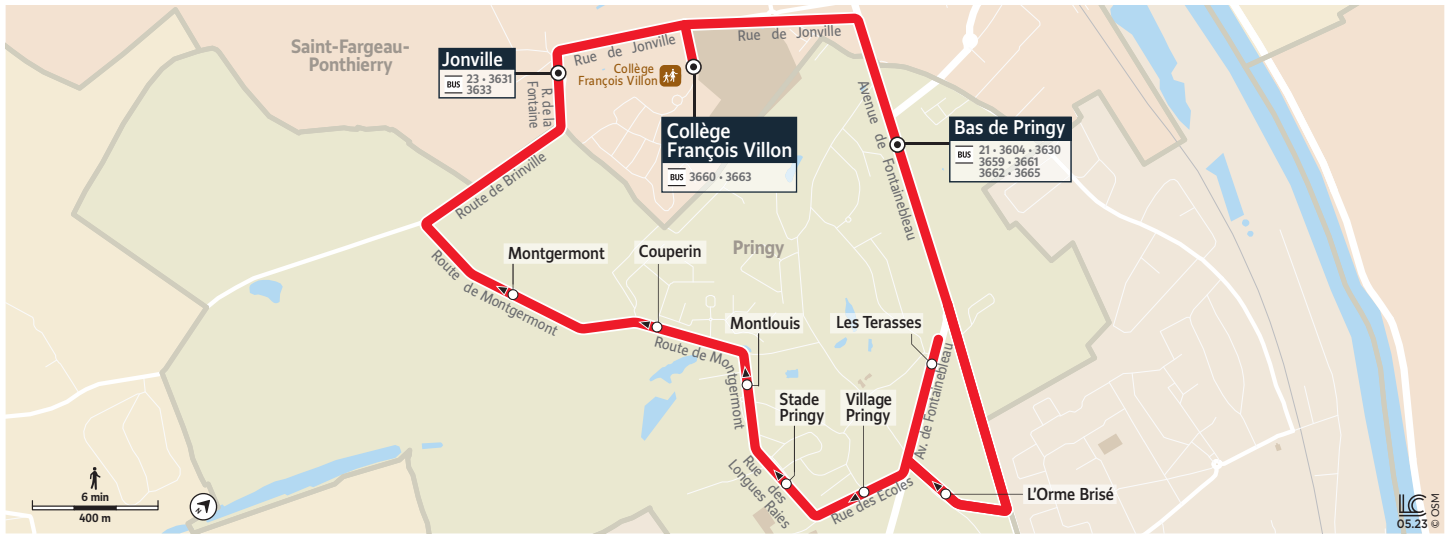 Saint-Fargeau-
Ponthierry
Jonville
BUS 23 • 3631
3633
R. de la
Fontaine
Rue de Jonville
Collège
François Villon
Rue de Jonville
Collège
François Villon
BUS 3660 • 3663
Avenue de Fontainebleau
Bas de Pringy
BUS 21 • 3604 • 3630
3659 • 3661
3662 • 3665
Route de Brinville
Route de Montgermont
Montgermont
Couperin
Pringy
Route de Montgermont
Montlouis
Les Terasses
Av. de Fontainebleau
Stade
Pringy
Village
Pringy
Rue des
Longues Raies
Rue des Ecoles
L'Orme Brisé
6 min
400 m
N
LC
05.23 © OSM